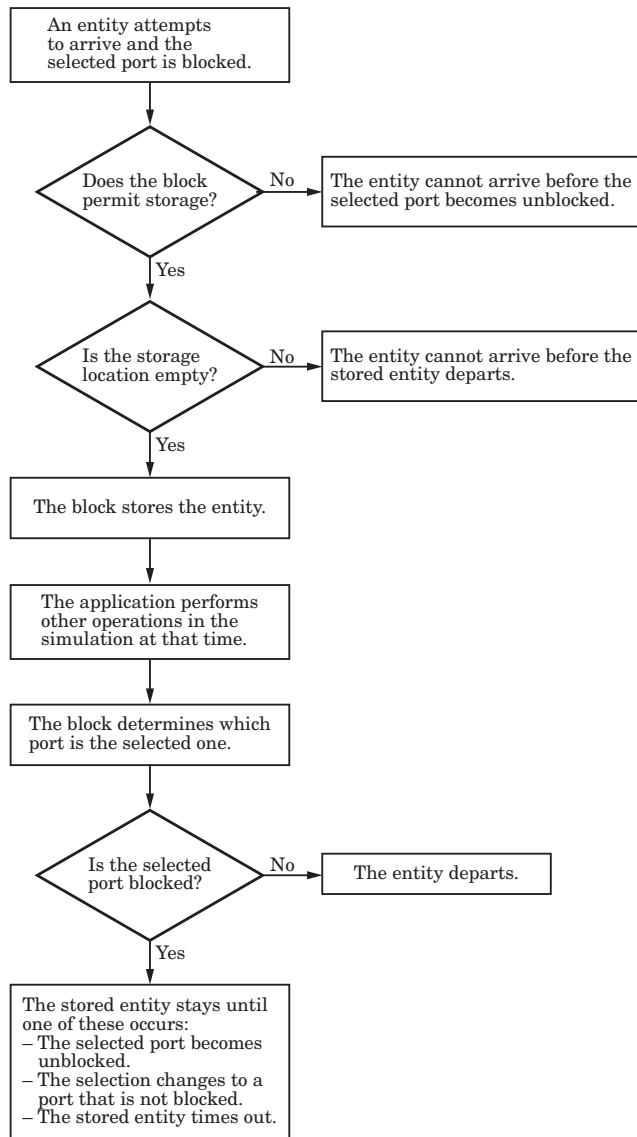 An entity attempts
to arrive and the
selected port is blocked.
Does the block
permit storage?
No
The entity cannot arrive before the
selected port becomes unblocked.
Yes
Is the storage
location empty?
No
The entity cannot arrive before the
stored entity departs.
Yes
The block stores the entity.
The application performs
other operations in the
simulation at that time.
The block determines which
port is the selected one.
Is the selected
port blocked?
No
The entity departs.
Yes
The stored entity stays until
one of these occurs:
– The selected port becomes
unblocked.
– The selection changes to a
port that is not blocked.
– The stored entity times out.